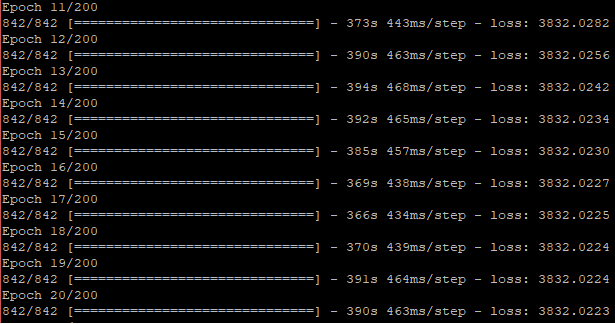 Epoch 11/200
842/842 [==============================] - 373s 443ms/step - loss: 3832.0282
Epoch 12/200
842/842 [==============================] - 390s 463ms/step - loss: 3832.0256
Epoch 13/200
842/842 [==============================] - 394s 468ms/step - loss: 3832.0242
Epoch 14/200
842/842 [==============================] - 392s 465ms/step - loss: 3832.0234
Epoch 15/200
842/842 [==============================] - 385s 457ms/step - loss: 3832.0230
Epoch 16/200
842/842 [==============================] - 369s 438ms/step - loss: 3832.0227
Epoch 17/200
842/842 [==============================] - 366s 434ms/step - loss: 3832.0225
Epoch 18/200
842/842 [==============================] - 370s 439ms/step - loss: 3832.0224
Epoch 19/200
842/842 [==============================] - 391s 464ms/step - loss: 3832.0224
Epoch 20/200
842/842 [==============================] - 390s 463ms/step - loss: 3832.0223